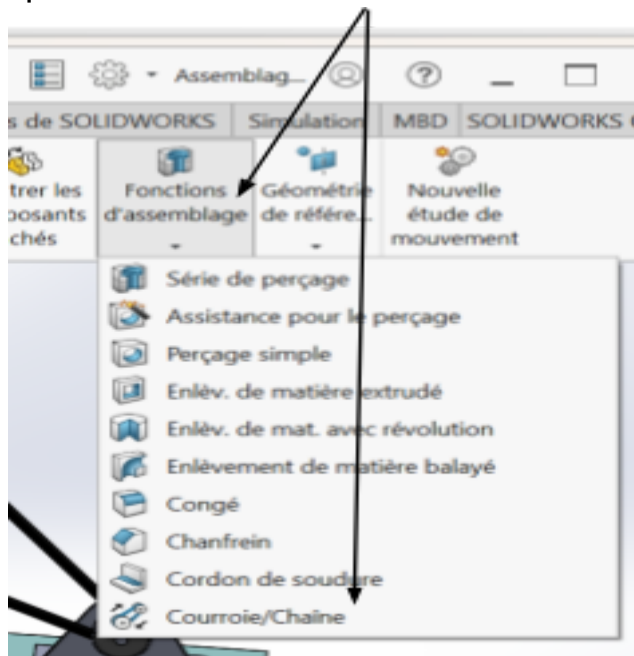 Assemblag...
s de SOLIDWORKS Simulation MBD SOLIDWORKS
trer les
posants
chés
Fonctions
d'assemblage
Géométrie
de référe...
Nouvelle
étude de
mouvement
Série de perçage
Assistance pour le perçage
Perçage simple
Enlèv. de matière extrudé
Enlèv. de mat. avec révolution
Enlèvement de matière balayé
Congé
Chanfrein
Cordon de soudure
Courroie/Chaîne